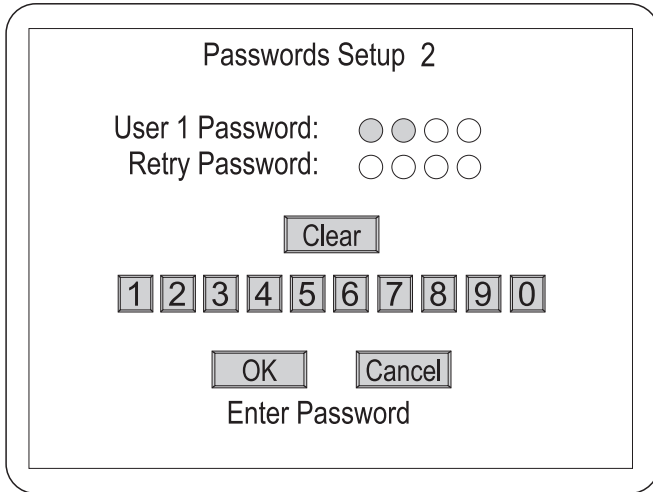 Passwords Setup 2
User 1 Password:
Retry Password:
Clear
1 2 3 4 5 6 7 8 9 0
OK Cancel
Enter Password